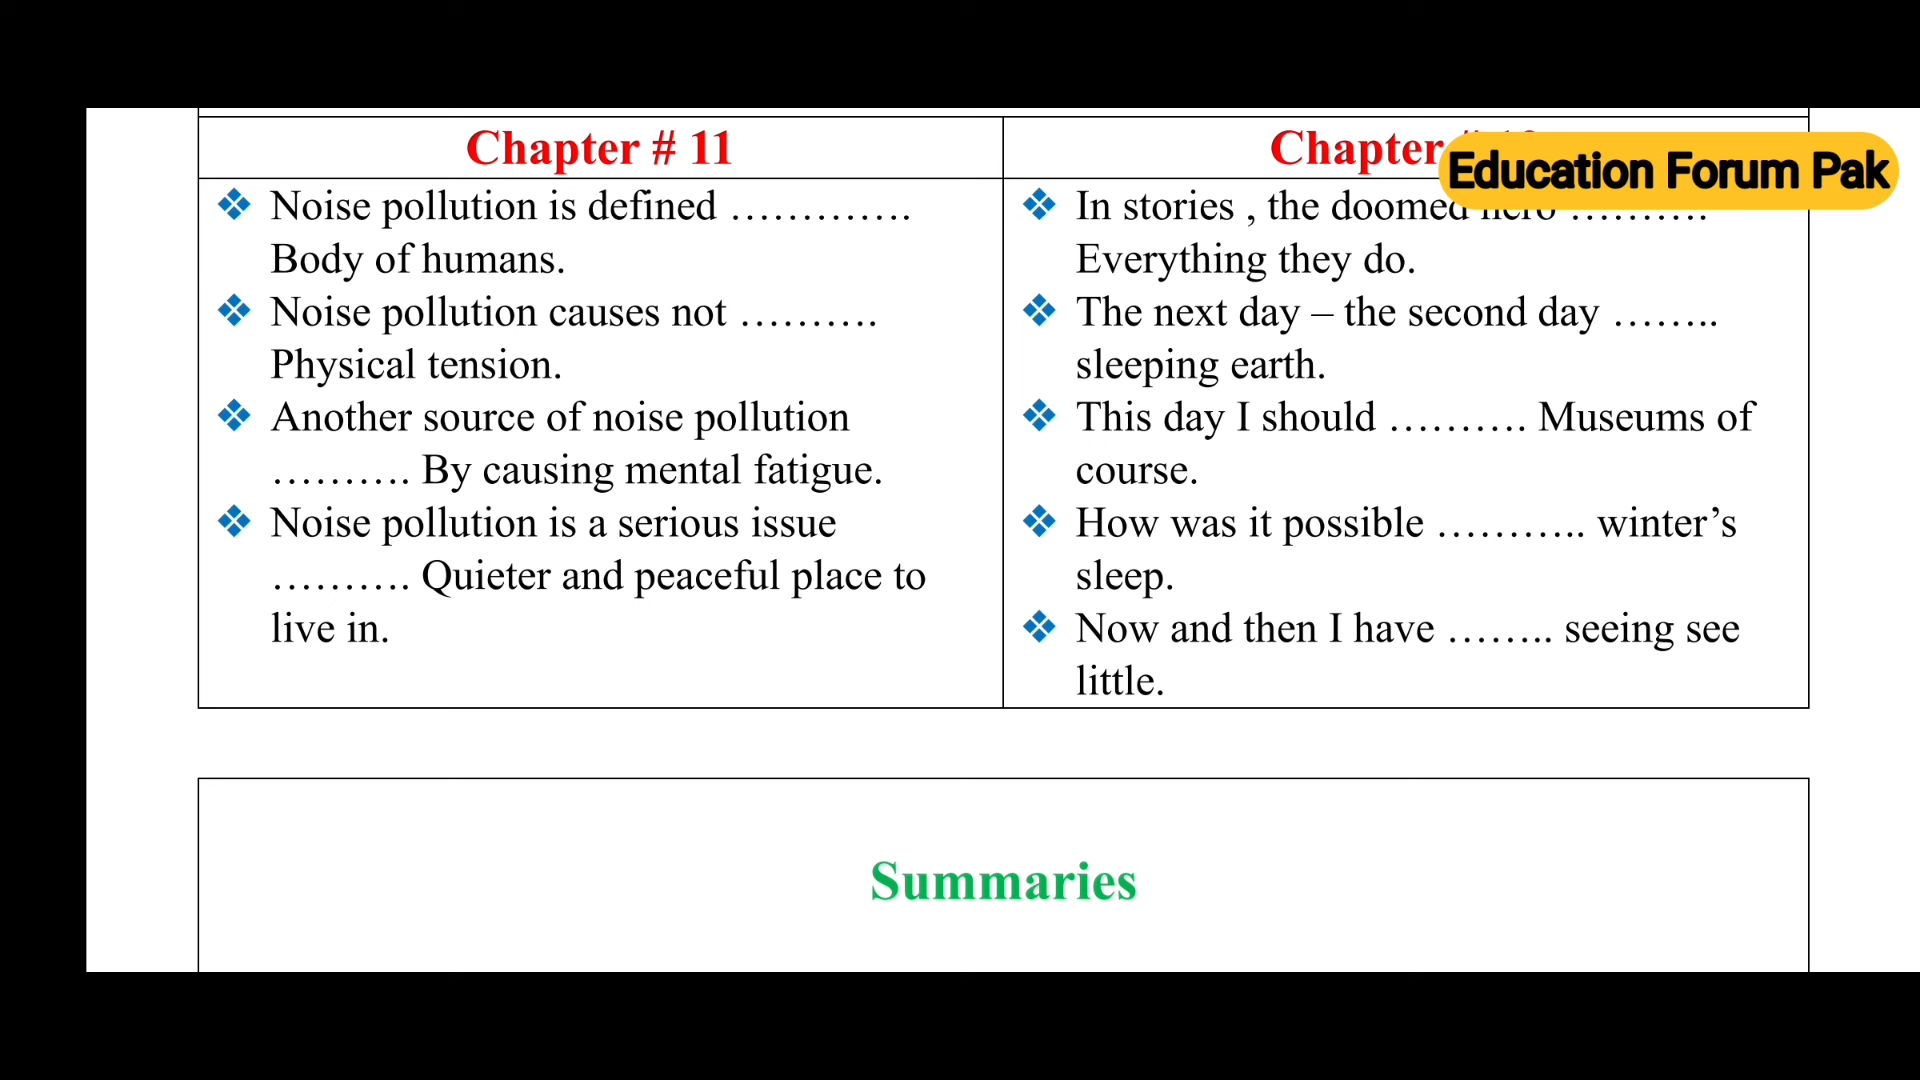 Chapter # 11
Noise pollution is defined ………….
Body of humans.
Noise pollution causes not ……….
Physical tension.
Another source of noise pollution
………. By causing mental fatigue.
Noise pollution is a serious issue
………. Quieter and peaceful place to
live in.
Chapter
Education Forum Pak
In stories , the doomed hero ……….
Everything they do.
The next day – the second day ……..
sleeping earth.
This day I should ………. Museums of
course.
How was it possible ……….. winter’s
sleep.
Now and then I have …….. seeing see
little.
Summaries